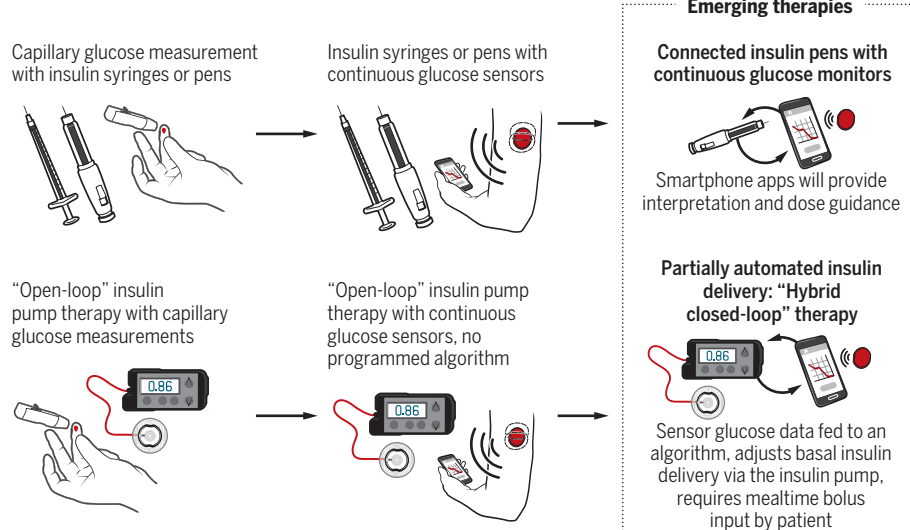 Emerging therapies
Capillary glucose measurement
with insulin syringes or pens
Insulin syringes or pens with
continuous glucose sensors
Connected insulin pens with
continuous glucose monitors
Smartphone apps will provide
interpretation and dose guidance
“Open-loop” insulin
pump therapy with capillary
glucose measurements
0.86
“Open-loop” insulin pump
therapy with continuous
glucose sensors, no
programmed algorithm
0.86
Partially automated insulin
delivery: “Hybrid
closed-loop” therapy
0.86
Sensor glucose data fed to an
algorithm, adjusts basal insulin
delivery via the insulin pump,
requires mealtime bolus
input by patient